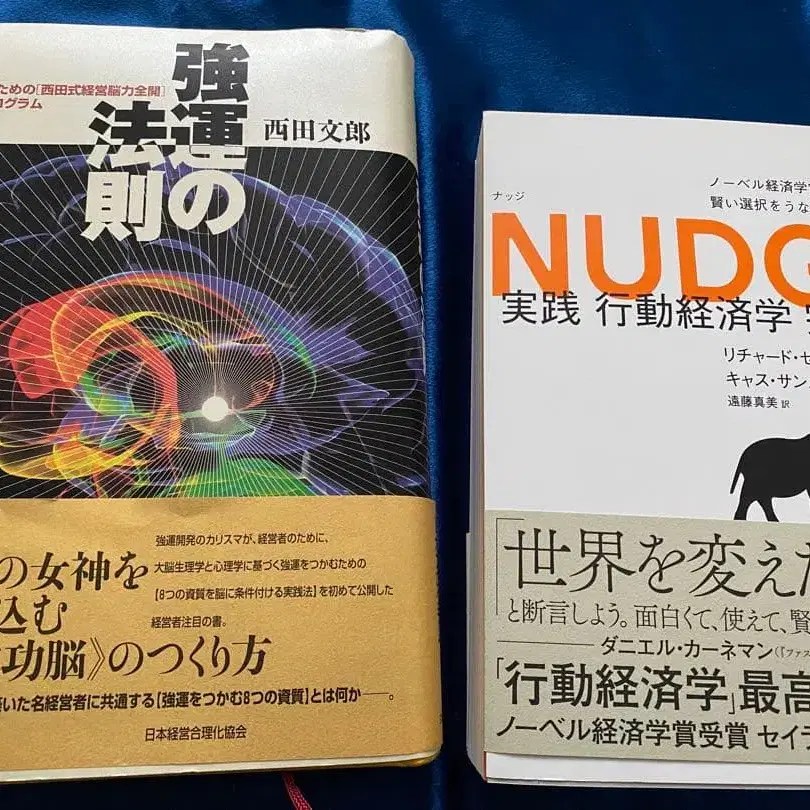 ための[西田式経営脳力全開]
ログラム
強運の
法則
西田文郎
の女神を
込む
功脳》のつくり方
強運開発のカリスマが、経営者のために、
大脳生理学と心理学に基づく強運をつかむための
【8つの資質を脳に条件付ける実践法】を初めて公開した
経営者注目の書。
いた名経営者に共通する【強運をつかむ8つの資質】とは何か――。
日本経営合理化協会
ノーベル経済学
賢い選択をうな
ナッジ
NUDG
実践 行動経済学
リチャード・セ
キャス・サン
遠藤真美 訳
「世界を変えた
と断言しよう。面白くて、使えて、賢
――ダニエル・カーネマン(『ファス
「行動経済学」最高
ノーベル経済学賞受賞 セイラ